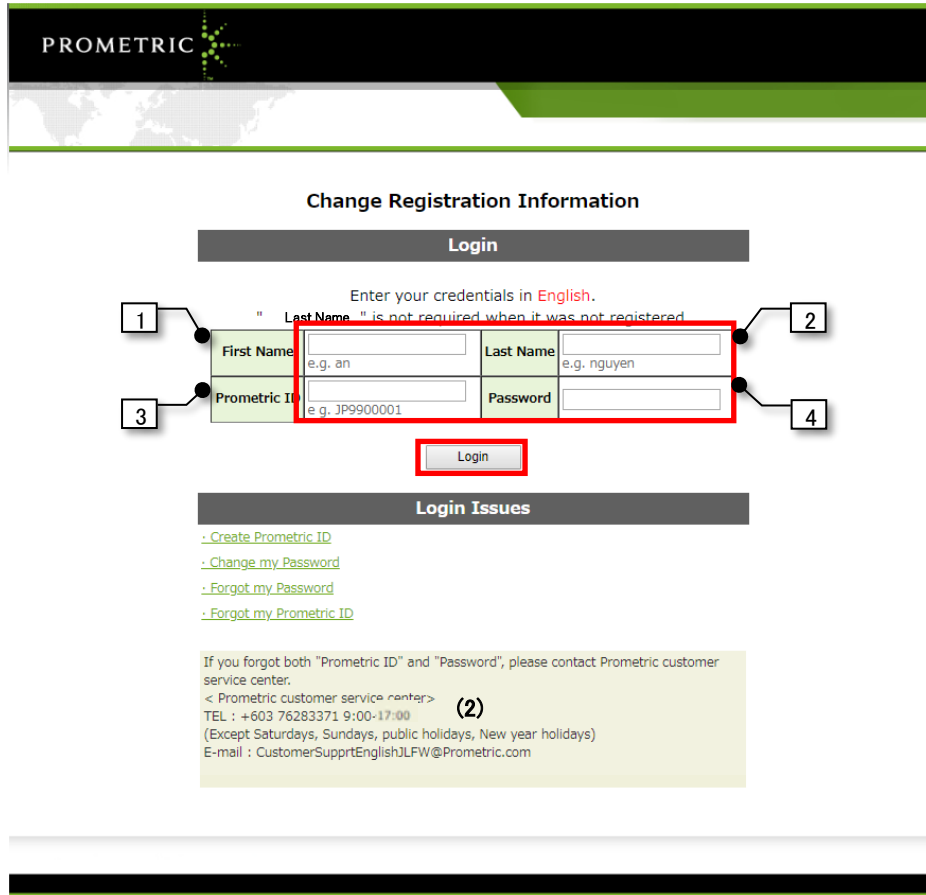 PROMETRIC
Change Registration Information
Login
Enter your credentials in English.
" Last Name " is not required when it was not registered
1
2
First Name
e.g. an
Last Name
e.g. nguyen
3
Prometric ID
e g. JP9900001
Password
4
Login
Login Issues
· Create Prometric ID
· Change my Password
· Forgot my Password
· Forgot my Prometric ID
If you forgot both "Prometric ID" and "Password", please contact Prometric customer
service center.
< Prometric customer service center>
(2)
TEL : +603 76283371 9:00-17:00
(Except Saturdays, Sundays, public holidays, New year holidays)
E-mail : CustomerSupprtEnglishJLFW@Prometric.com